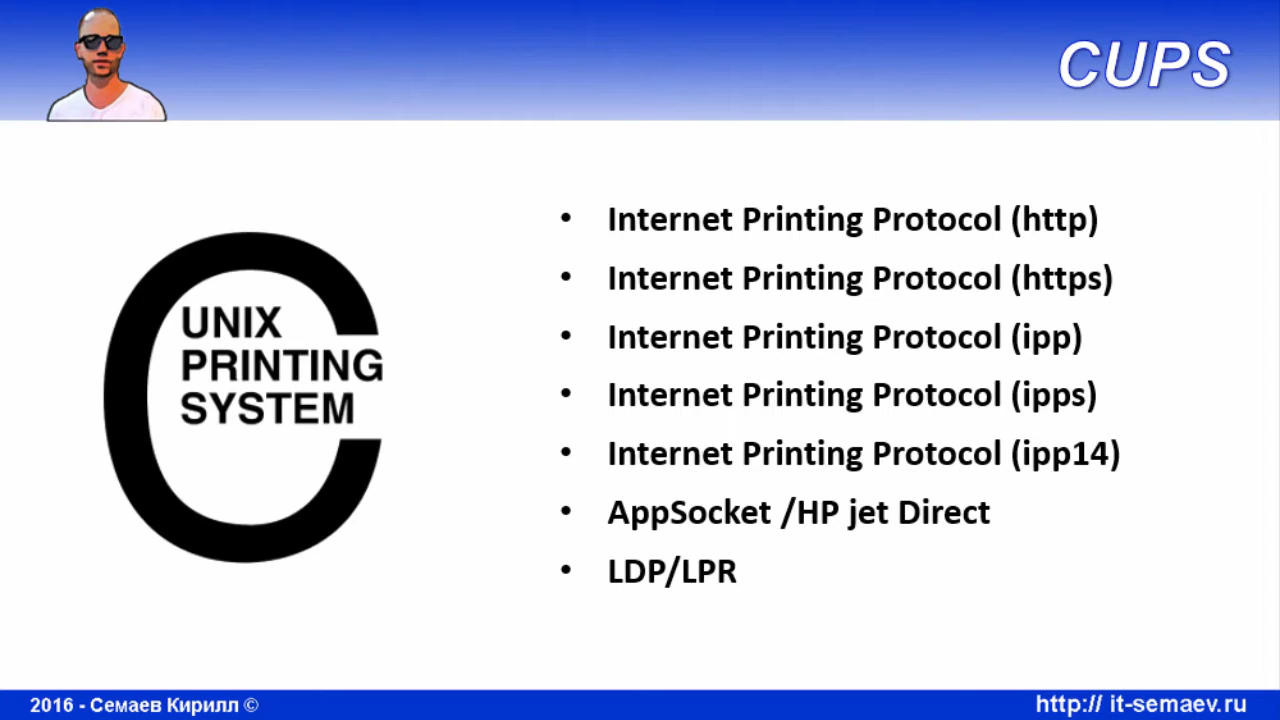 CUPS
UNIX
PRINTING
SYSTEM
• Internet Printing Protocol (http)
• Internet Printing Protocol (https)
• Internet Printing Protocol (ipp)
• Internet Printing Protocol (ipps)
• Internet Printing Protocol (ipp14)
• AppSocket /HP jet Direct
• LDP/LPR
2016 - Семаев Кирилл ©
http:// it-semaev.ru